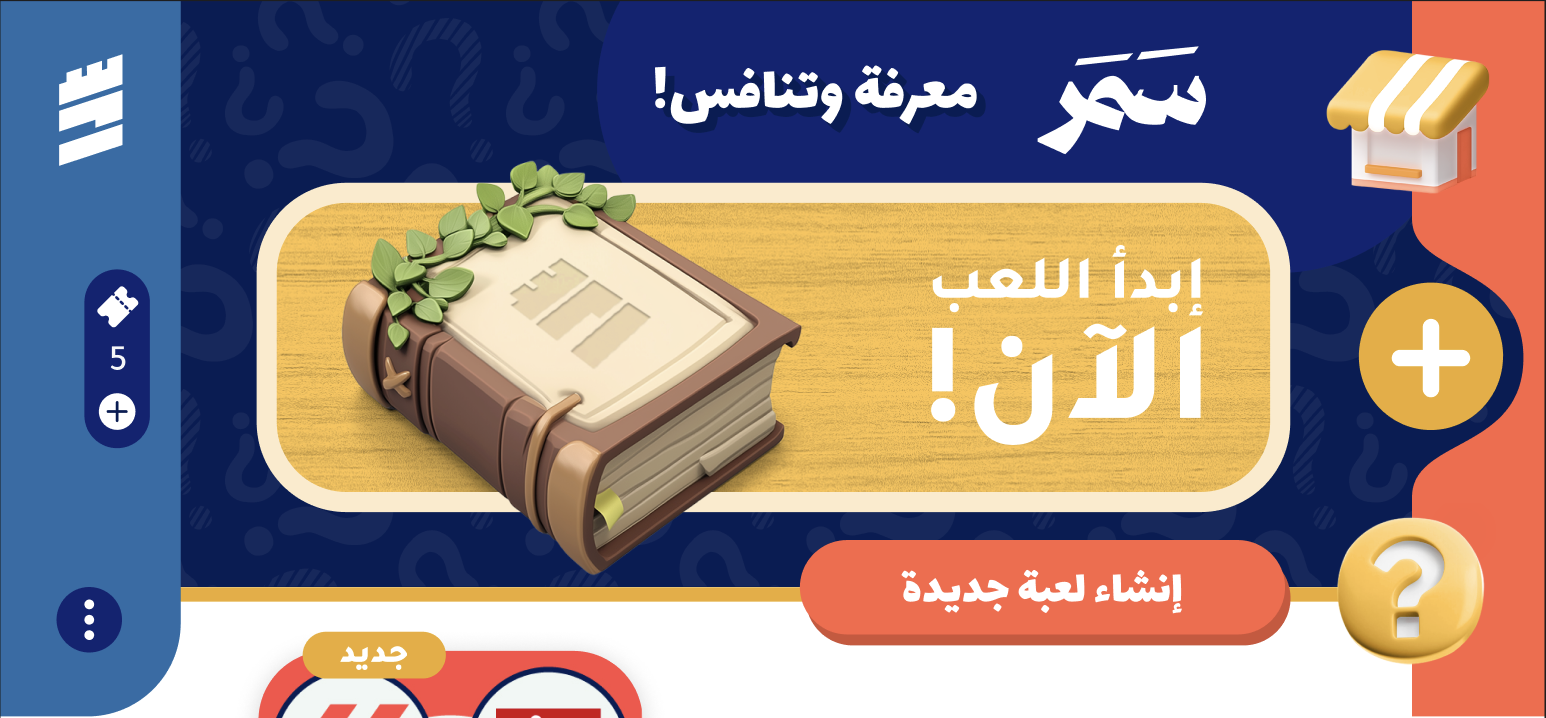 سَمَر
معرفة وتنافس!
إبدأ اللعب
الآن!
5
إنشاء لعبة جديدة
جديد